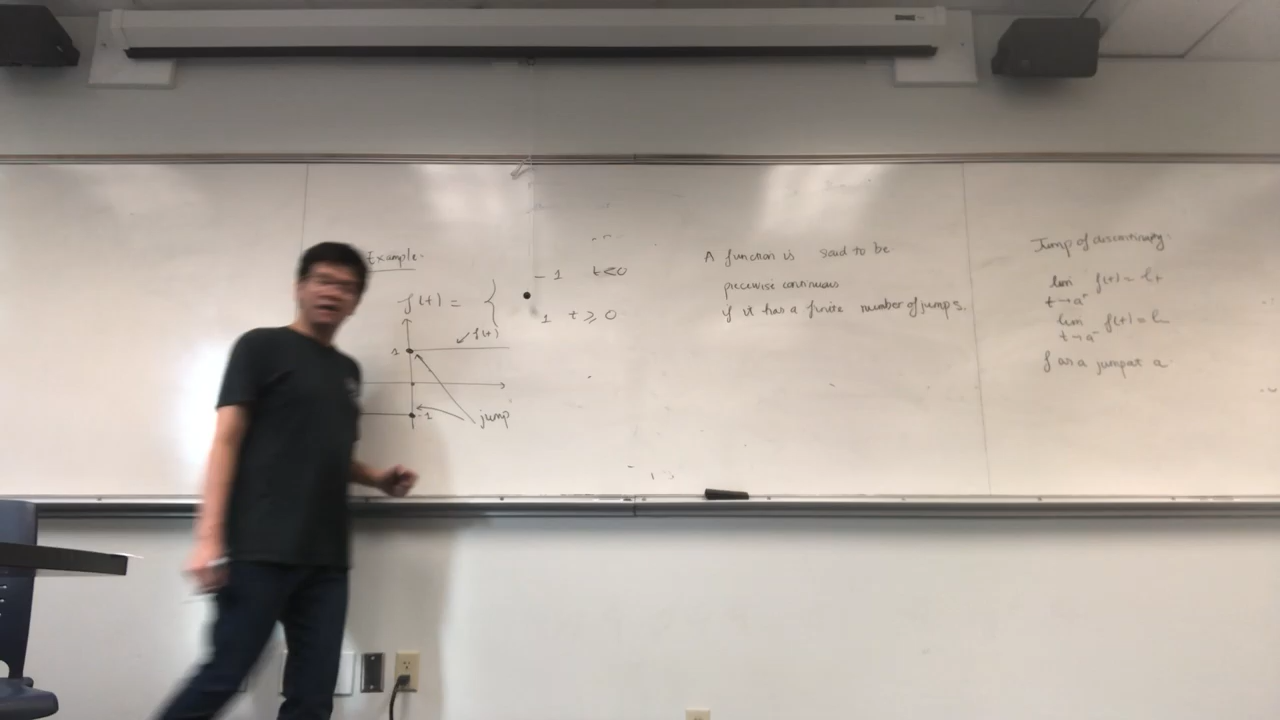 Example.
f(t) = {
-1 t<0
1 t ≥ 0
f(t)
1
-1
jump
A function is said to be
piecewise continuous
if it has a finite number of jumps.
Jump of discontinuity.
lim f(t) = L+
t→a+
lim f(t) = L-
t→a-
f as a jump at a